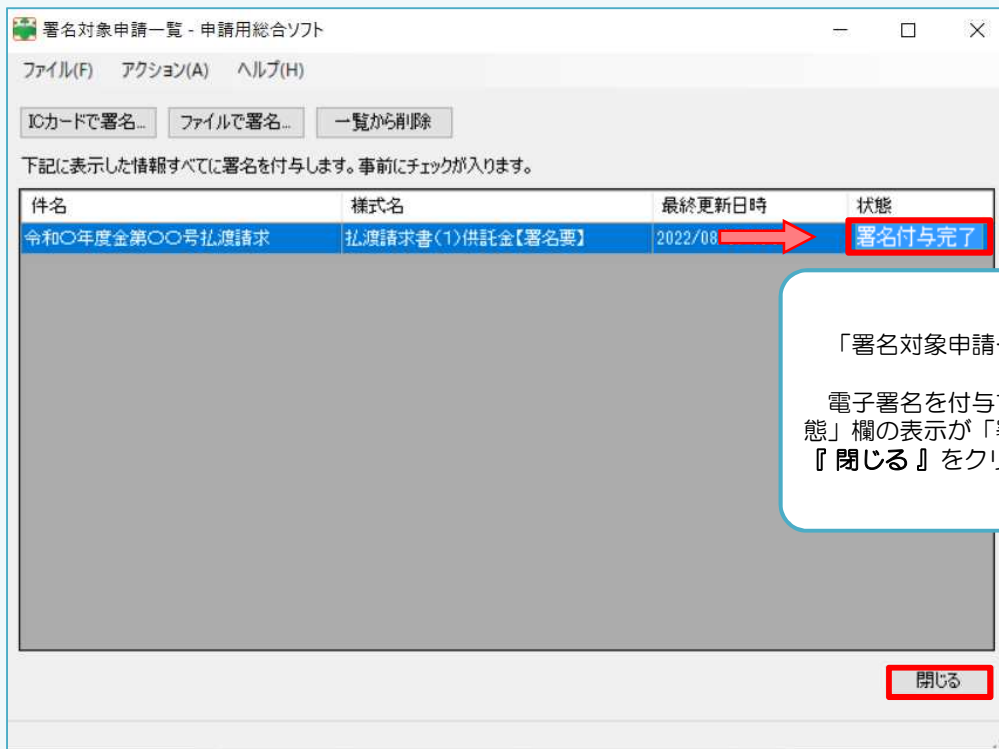 署名対象申請一覧 - 申請用総合ソフト
ファイル(F) アクション(A) ヘルプ(H)
ICカードで署名... ファイルで署名... 一覧から削除
下記に表示した情報すべてに署名を付与します。事前にチェックが入ります。
件名 様式名 最終更新日時 状態
令和〇年度金第〇〇号払渡請求 払渡請求書(1)供託金【署名要】 2022/08 署名付与完了
「署名対象申請
電子署名を付与
態」欄の表示が「
『 閉じる 』をクリ
閉じる